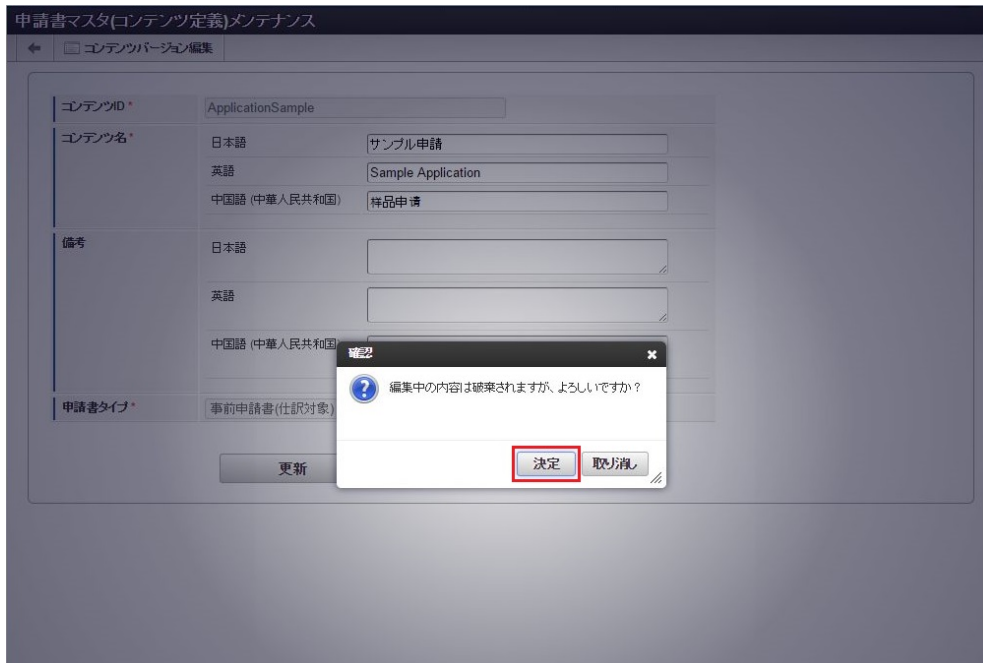 申請書マスタ(コンテンツ定義)メンテナンス
コンテンツバージョン編集
コンテンツID *
ApplicationSample
コンテンツ名 *
日本語
サンプル申請
英語
Sample Application
中国語 (中華人民共和国)
样品申请
備考
日本語
英語
中国語 (中華人民共和国
確認
編集中の内容は破棄されますが、よろしいですか?
申請書タイプ *
事前申請書(仕訳対象)
決定
取り消し
更新